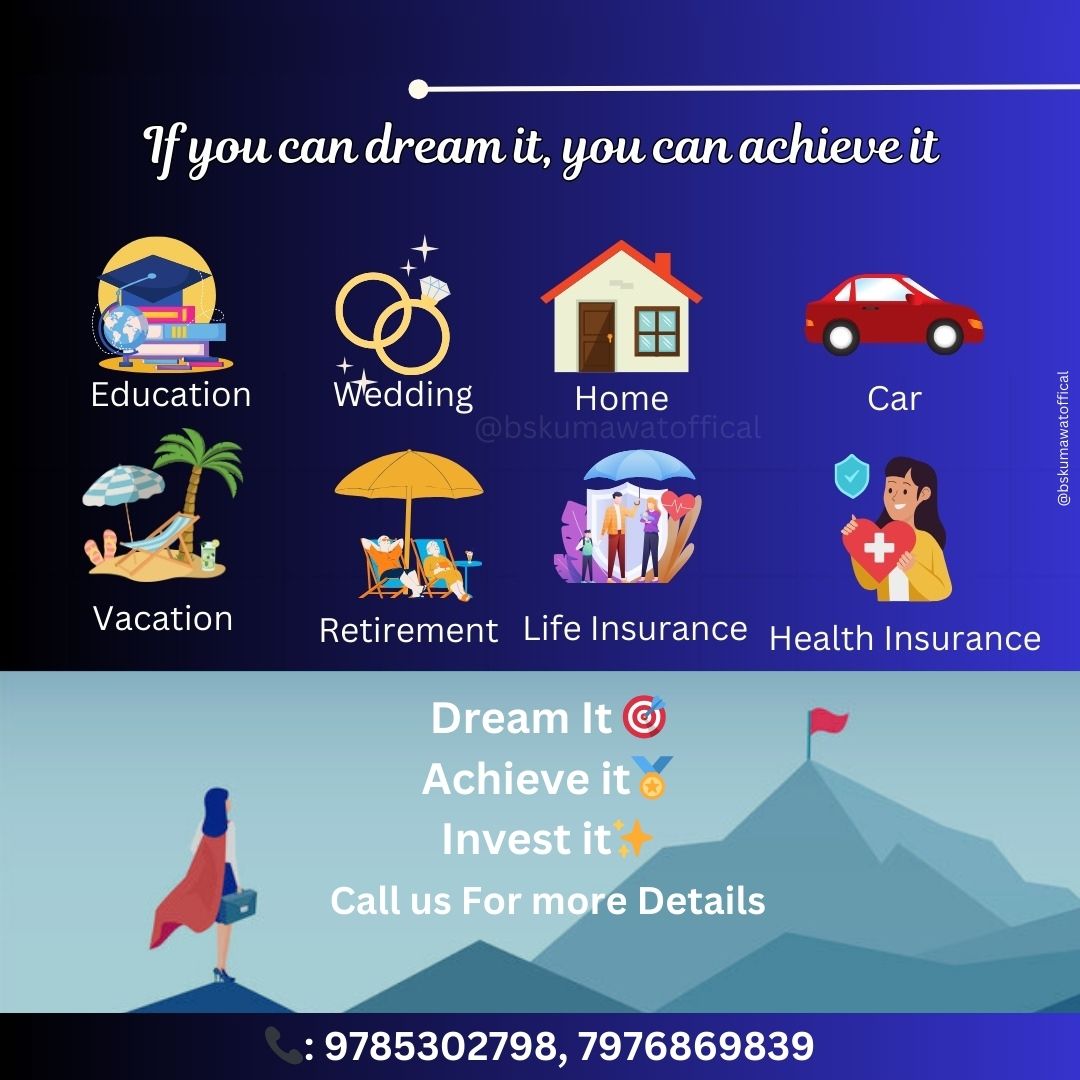 If you can dream it, you can achieve it
Education
Wedding
Home
Car
@bskumawatoffical
@bskumawatoffical
Vacation
Retirement
Life Insurance
Health Insurance
Dream It 🎯
Achieve it🏅
Invest it✨
Call us For more Details
📞: 9785302798, 7976869839